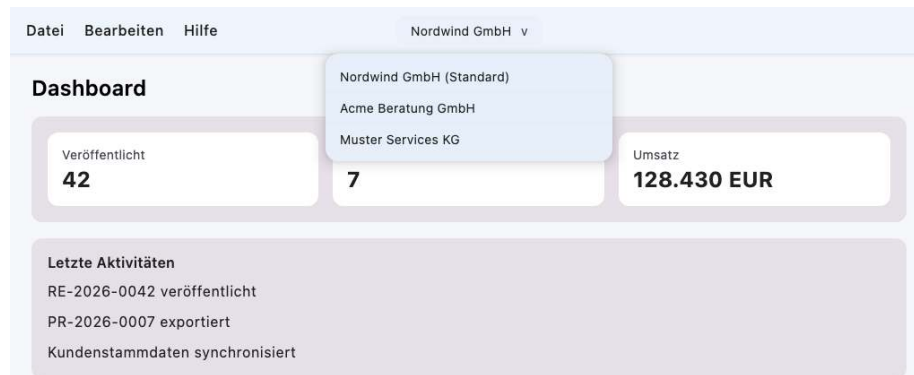 Datei Bearbeiten Hilfe Nordwind GmbH v
Nordwind GmbH (Standard)
Acme Beratung GmbH
Muster Services KG
Dashboard
Veröffentlicht
42
7
Umsatz
128.430 EUR
Letzte Aktivitäten
RE-2026-0042 veröffentlicht
PR-2026-0007 exportiert
Kundenstammdaten synchronisiert